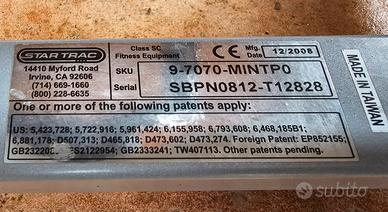 STAR TRAC
14410 Myford Road
Irvine, CA 92606
(714) 669-1660
(800) 228-6635
Class SC
Fitness Equipment
CE
Mfg. Date
12/2008
SKU 9-7070-MINTP0
Serial SBPN0812-T12828
One or more of the following patents apply:
US: 5,423,728; 5,722,916; 5,961,424; 6,155,958; 6,793,608; 6,468,185B1;
6,881,178; D507,313; D465,818; D473,602; D473,274. Foreign Patent: EP852155;
ES2122954; GB2333241; TW407113. Other patents pending.
MADE IN TAIWAN
subito